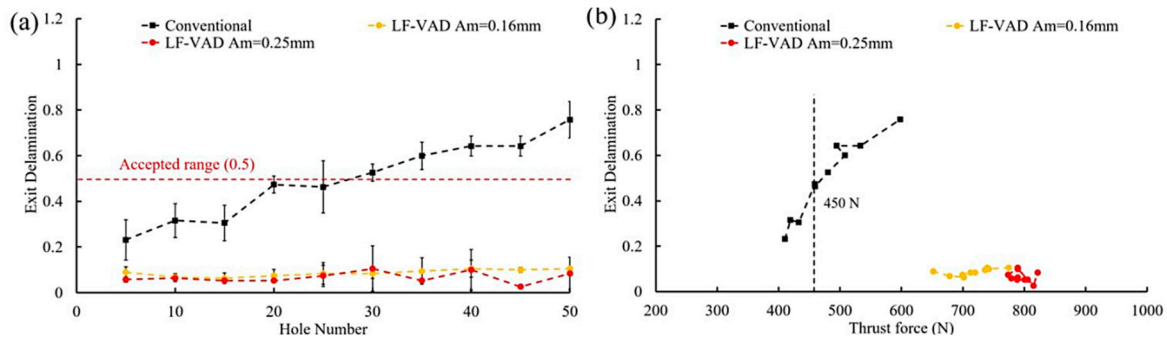 (a)
Conventional
LF-VAD Am=0.16mm
LF-VAD Am=0.25mm
1.2
1
0.8
0.6
0.4
0.2
0
Exit Delamination
Accepted range (0.5)
0
10
20
30
40
50
Hole Number
(b)
Conventional
LF-VAD Am=0.16mm
LF-VAD Am=0.25mm
1.2
1
0.8
0.6
0.4
0.2
0
Exit Delamination
450 N
200
300
400
500
600
700
800
900
1000
Thrust force (N)